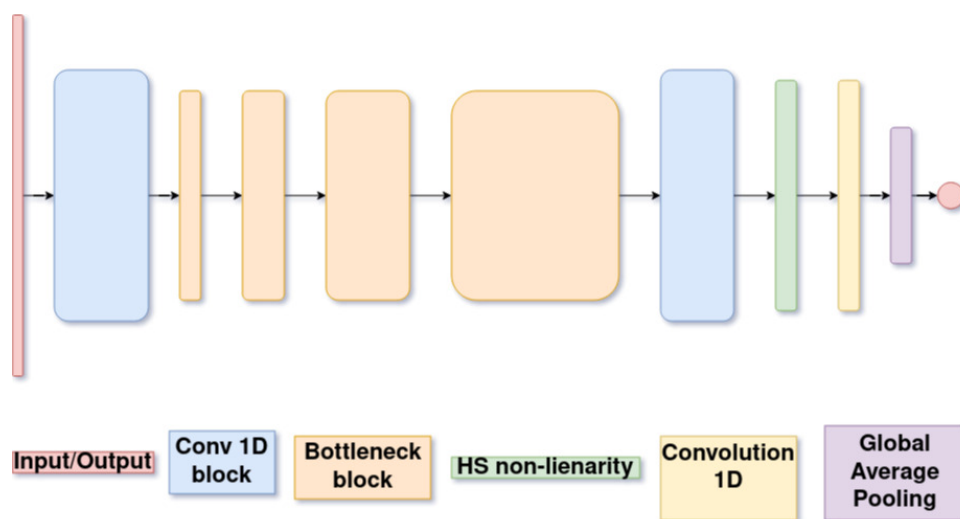 Input/Output
Conv 1D
block
Bottleneck
block
HS non-lienarity
Convolution
1D
Global
Average
Pooling